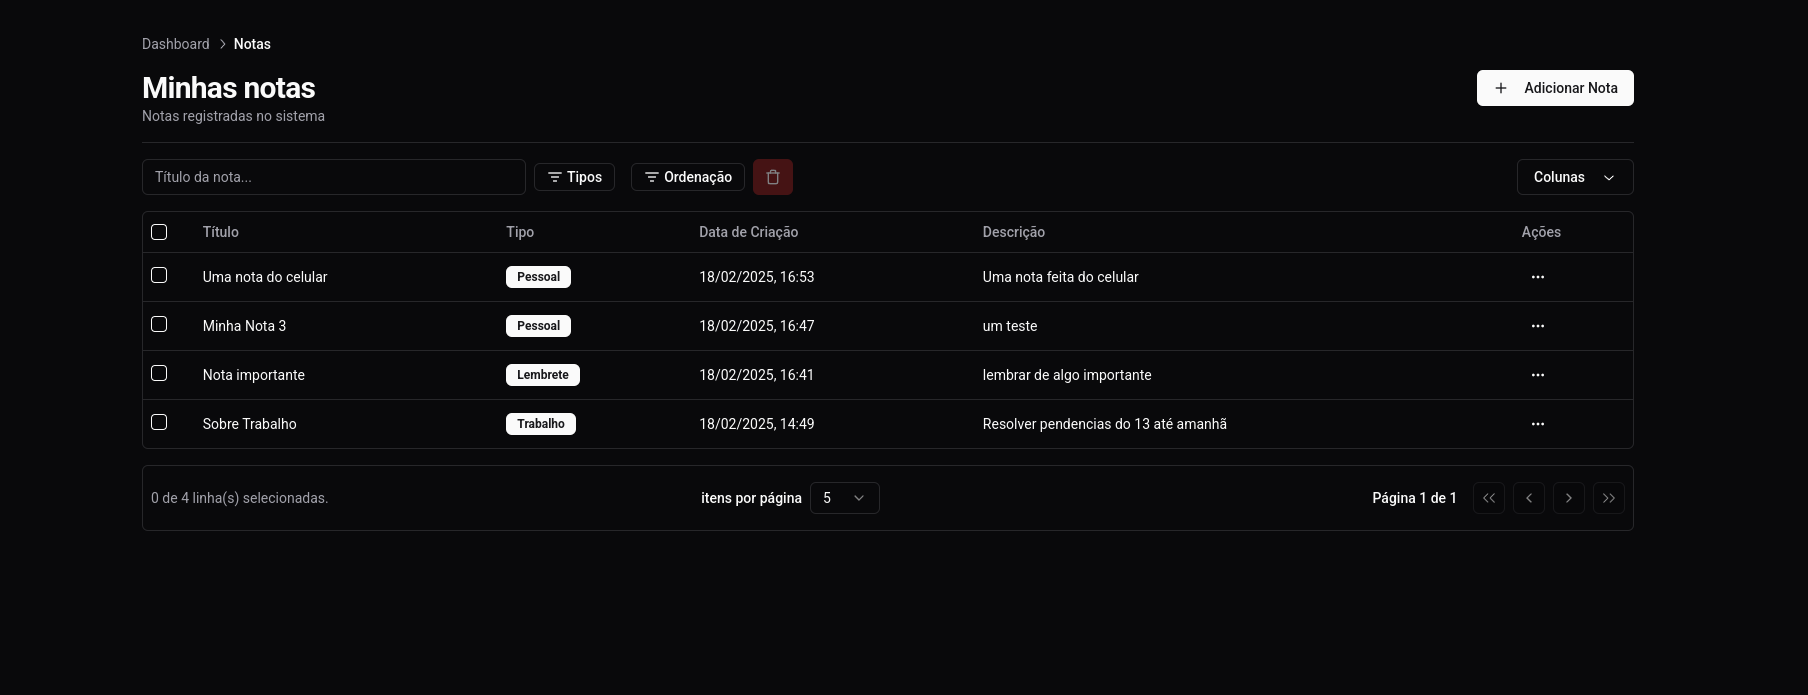 Dashboard > Notas
Minhas notas
Adicionar Nota
Notas registradas no sistema
Título da nota...
Tipos
Ordenação
Colunas
Título Tipo Data de Criação Descrição Ações
Uma nota do celular Pessoal 18/02/2025, 16:53 Uma nota feita do celular
Minha Nota 3 Pessoal 18/02/2025, 16:47 um teste
Nota importante Lembrete 18/02/2025, 16:41 lembrar de algo importante
Sobre Trabalho Trabalho 18/02/2025, 14:49 Resolver pendencias do 13 até amanhã
0 de 4 linha(s) selecionadas. itens por página 5 Página 1 de 1